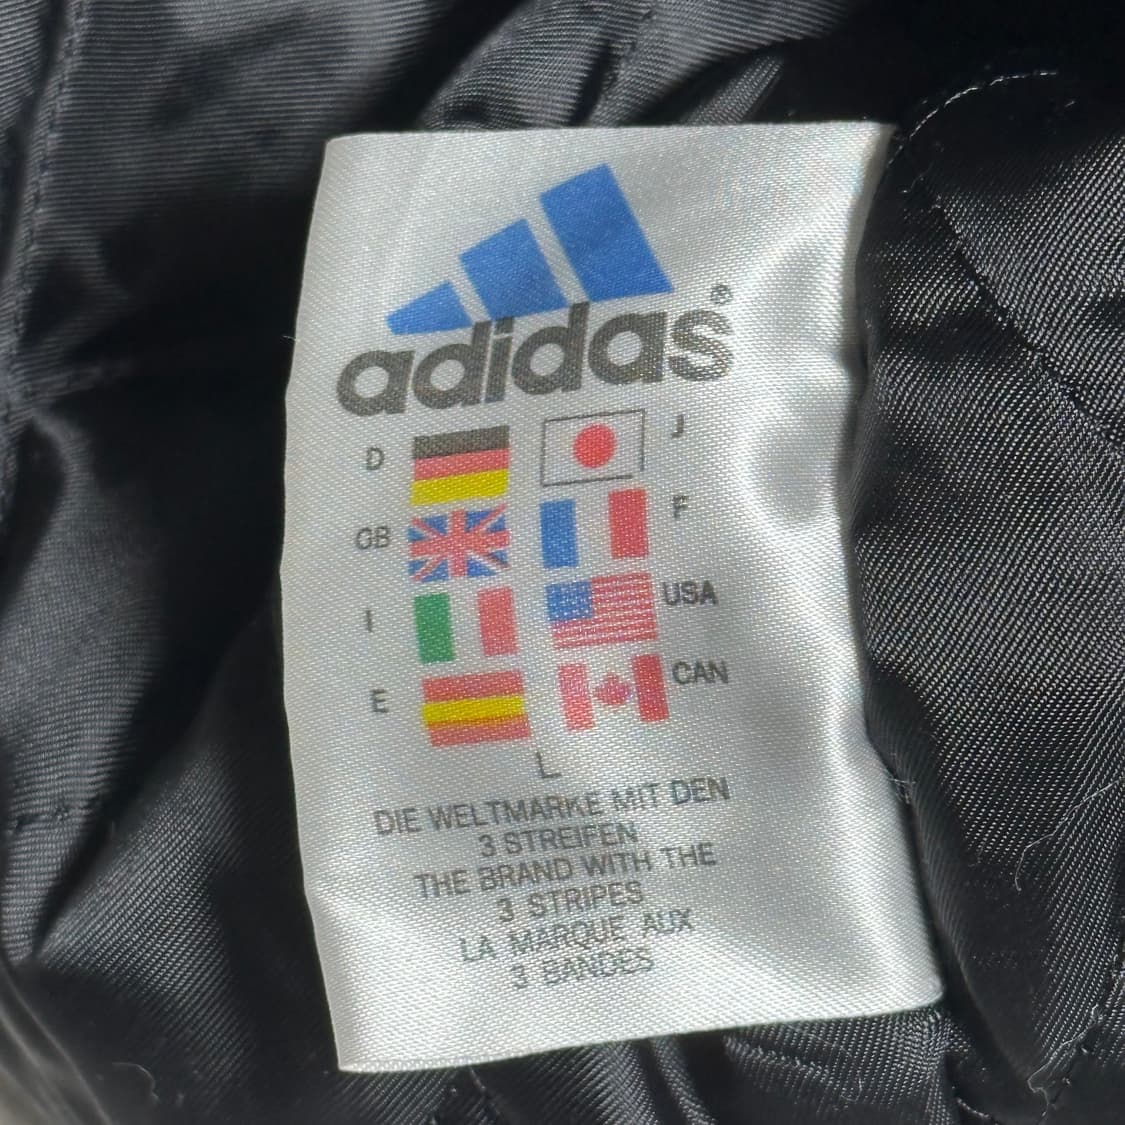 adidas®
D J
GB F
I USA
E CAN
L
DIE WELTMARKE MIT DEN
3 STREIFEN
THE BRAND WITH THE
3 STRIPES
LA MARQUE AUX
3 BANDES